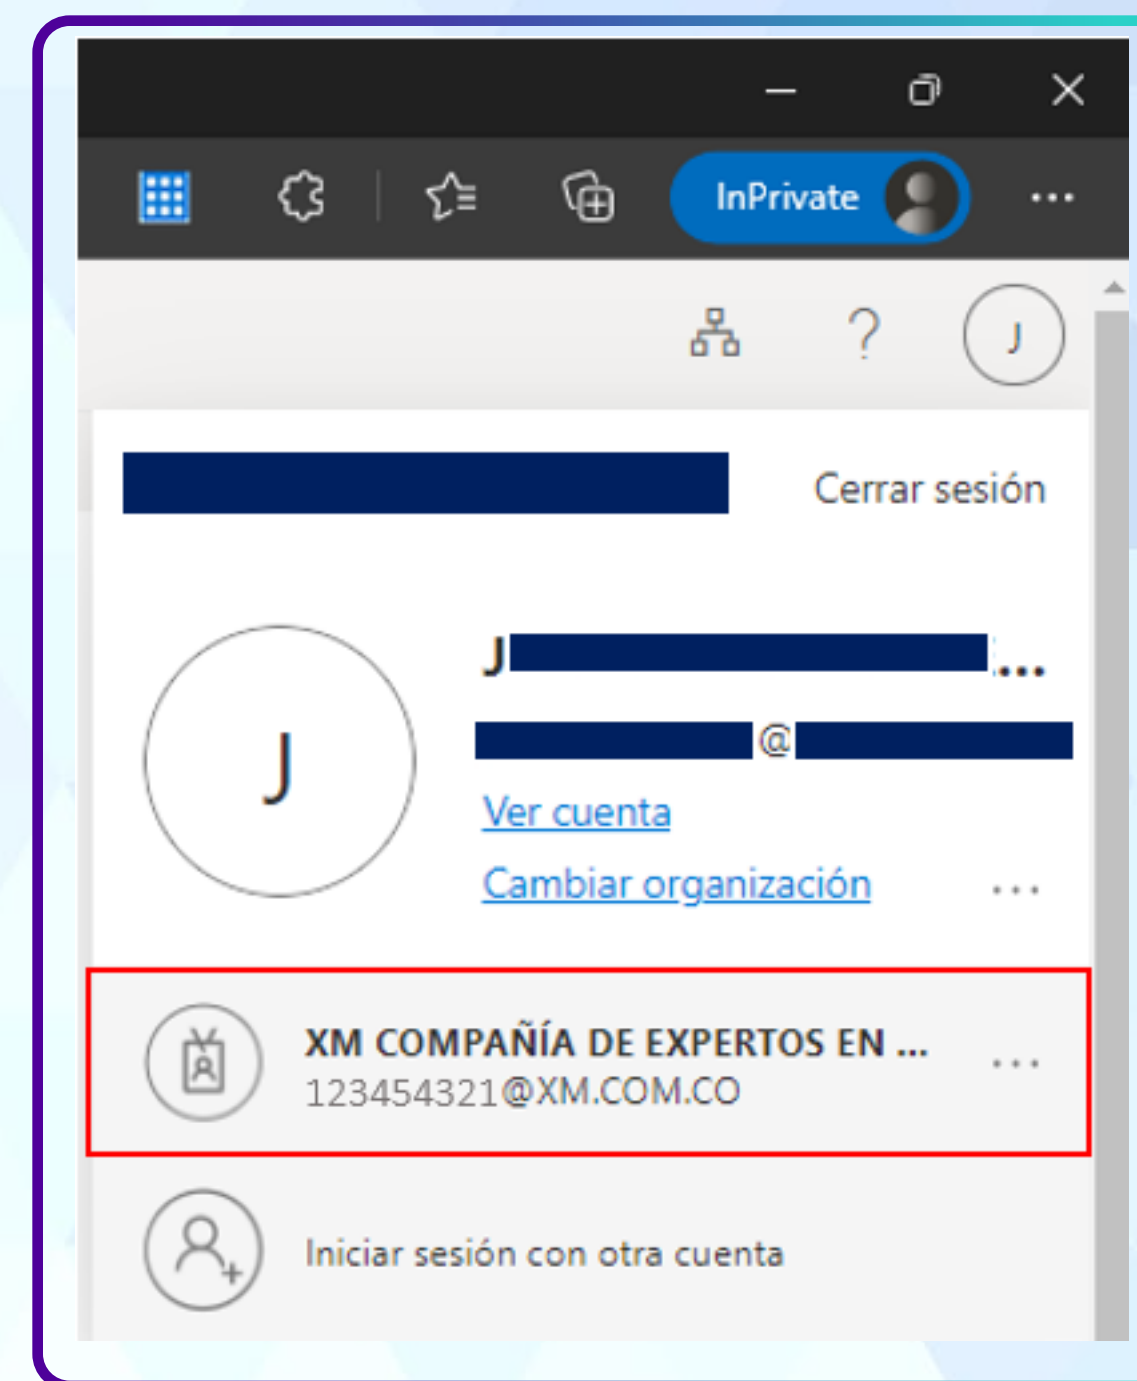 InPrivate
J
Cerrar sesión
J ...
J
@
Ver cuenta
Cambiar organización
XM COMPAÑÍA DE EXPERTOS EN ...
123454321@XM.COM.CO
Iniciar sesión con otra cuenta